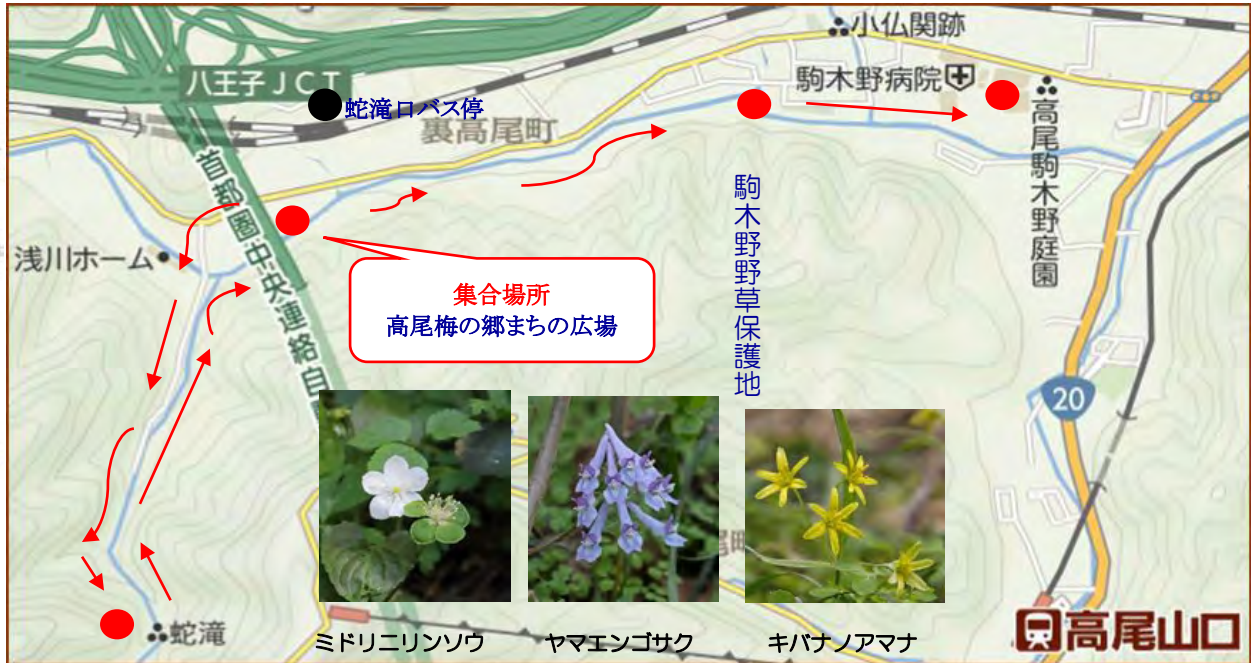 小仏関跡
八王子JCT
駒木野病院
蛇滝口バス停
裏高尾町
高尾駒木野庭園
首都圏中央連絡自
駒木野野草保護地
浅川ホーム
集合場所
高尾梅の郷まちの広場
20
尾町
蛇滝
ミドリニリンソウ
ヤマエンゴサク
キバナノアマナ
高尾山口